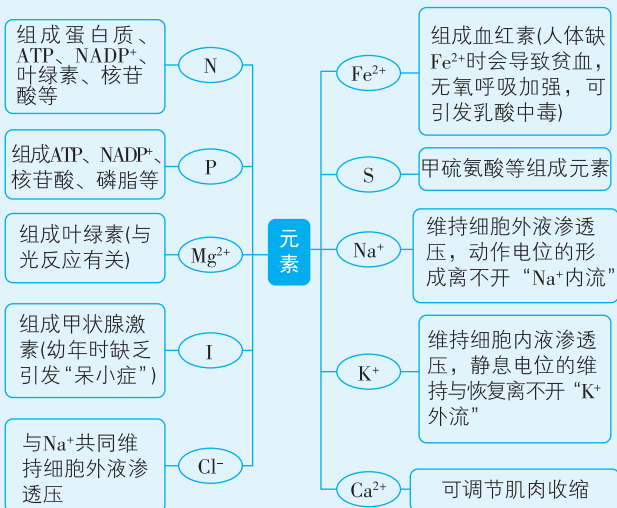 组成蛋白质、
ATP、NADP⁺、
叶绿素、核苷
酸等
N
组成ATP、NADP⁺、
核苷酸、磷脂等
P
组成叶绿素(与
光反应有关)
Mg²⁺
组成甲状腺激
素(幼年时缺乏
引发“呆小症”)
I
与Na⁺共同维
持细胞外液渗
透压
Cl⁻
元
素
Fe²⁺
组成血红素(人体缺
Fe²⁺时会导致贫血，
无氧呼吸加强，可
引发乳酸中毒)
S
甲硫氨酸等组成元素
Na⁺
维持细胞外液渗透
压，动作电位的形
成离不开“Na⁺内流”
K⁺
维持细胞内液渗透
压，静息电位的维
持与恢复离不开“K⁺
外流”
Ca²⁺
可调节肌肉收缩